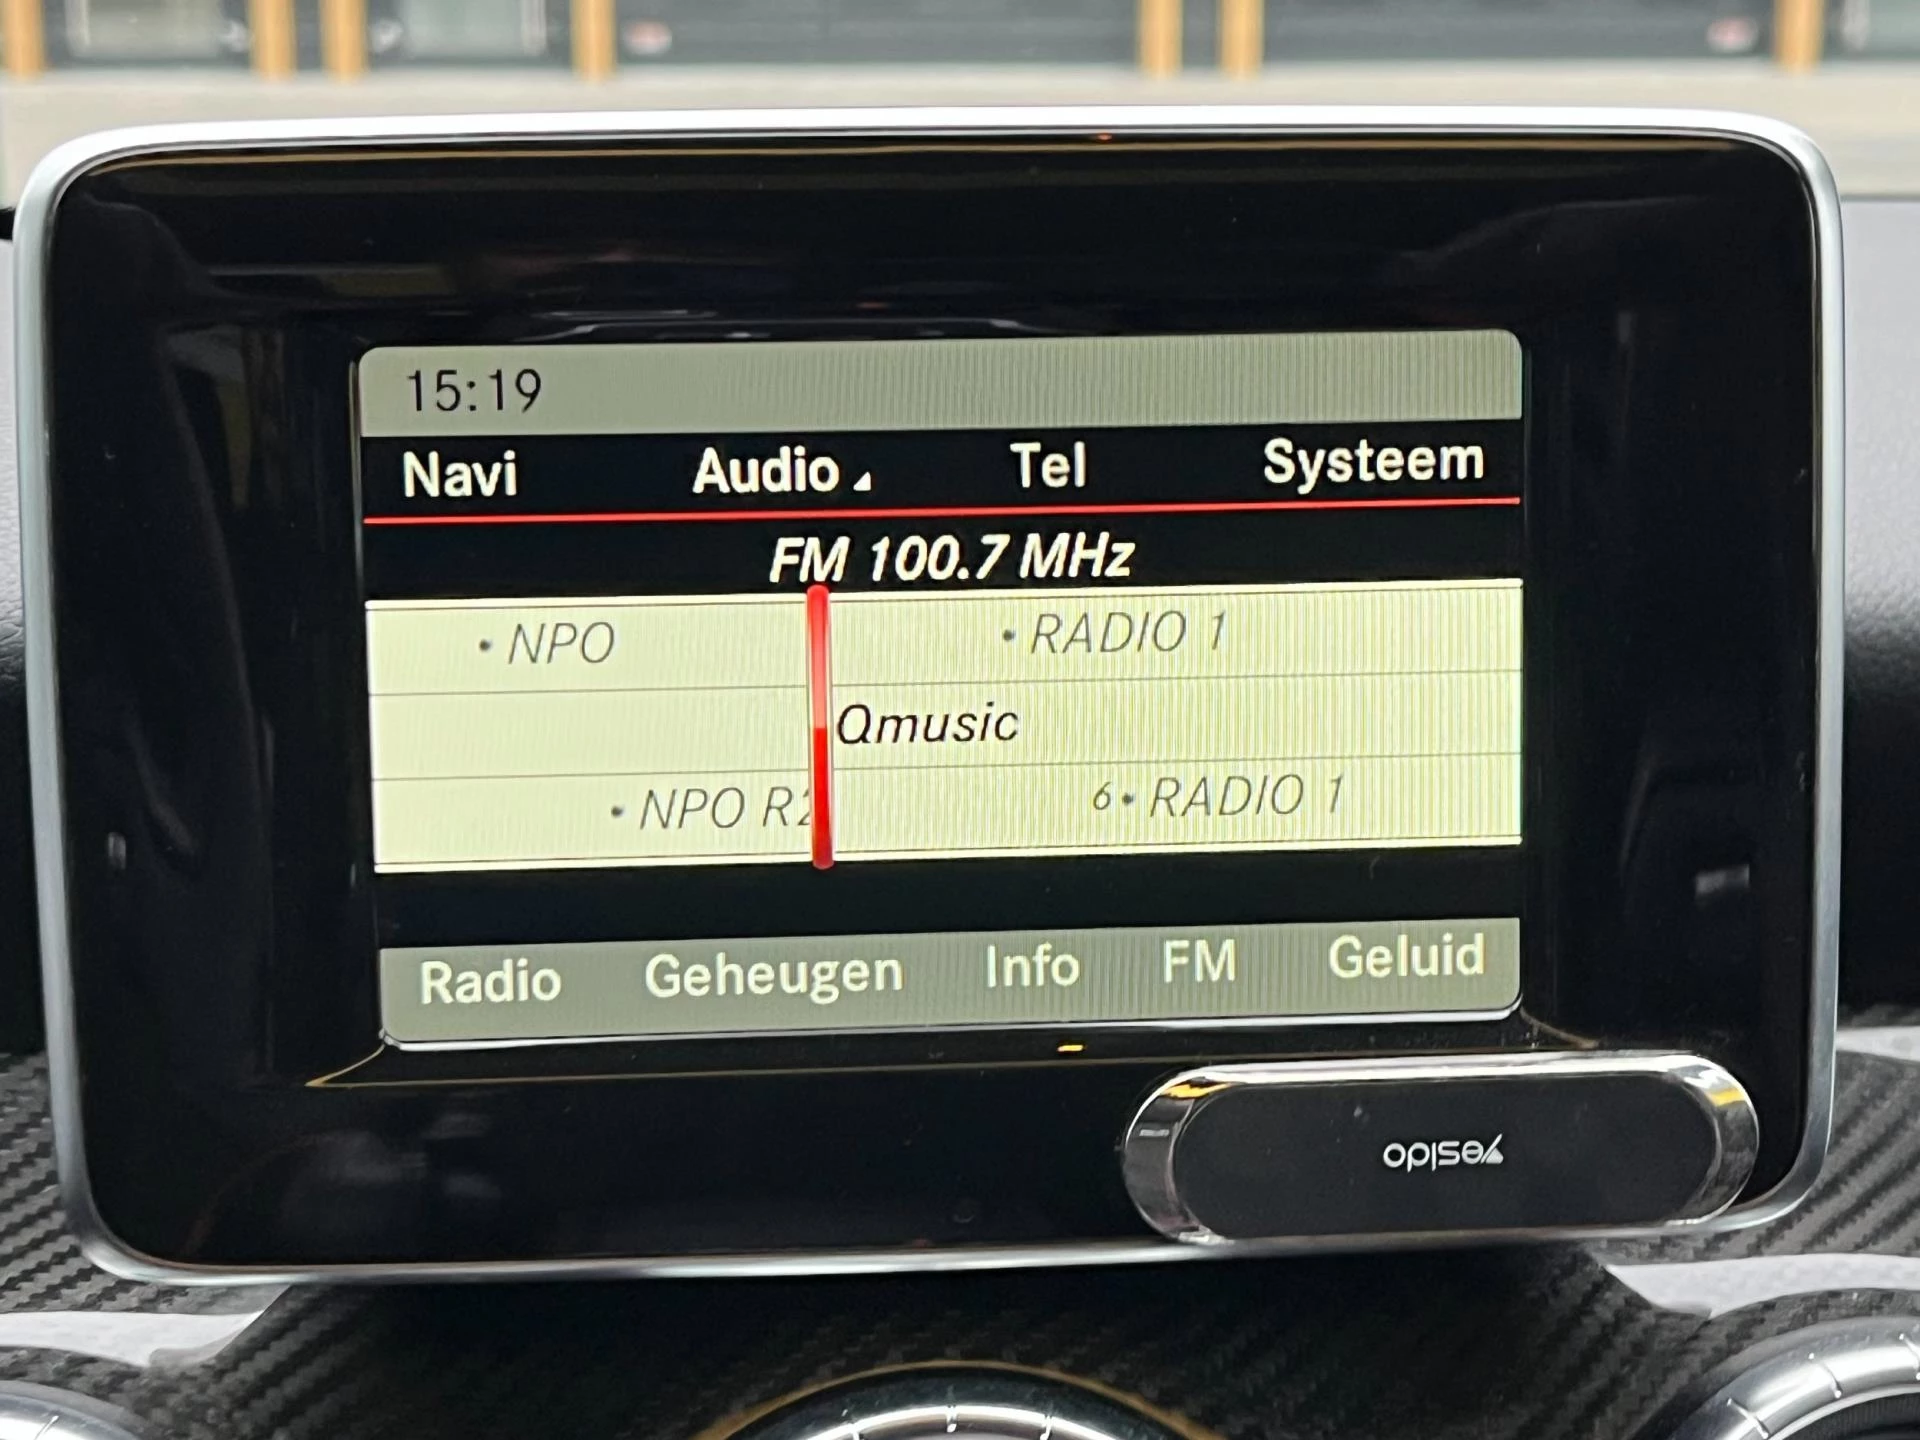 15:19
Navi Audio Tel Systeem
FM 100.7 MHz
• NPO • RADIO 1
Qmusic
• NPO R2 6• RADIO 1
Radio Geheugen Info FM Geluid
Yesido